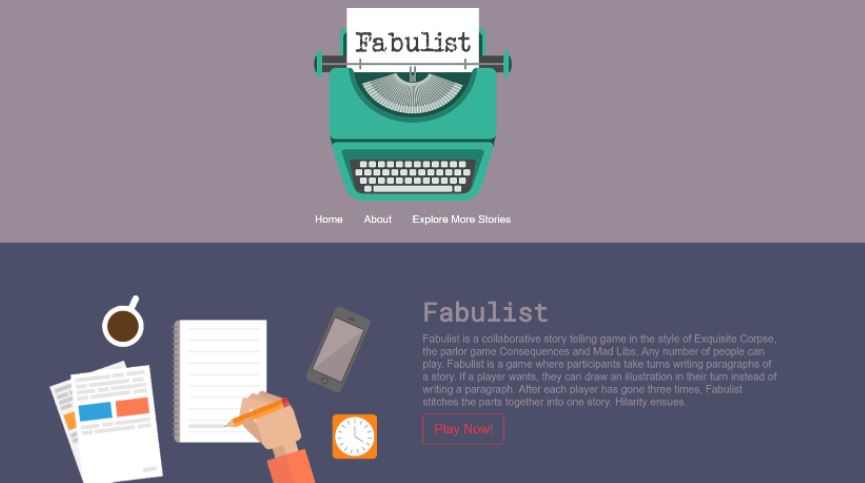 Fabulist
Home About Explore More Stories
Fabulist
Fabulist is a collaborative story telling game in the style of Exquisite Corpse,
the parlor game Consequences and Mad Libs. Any number of people can
play. Fabulist is a game where participants take turns writing paragraphs of
a story. If a player wants, they can draw an illustration in their turn instead of
writing a paragraph. After each player has gone three times, Fabulist
stitches the parts together into one story. Hilarity ensues.
Play Now!